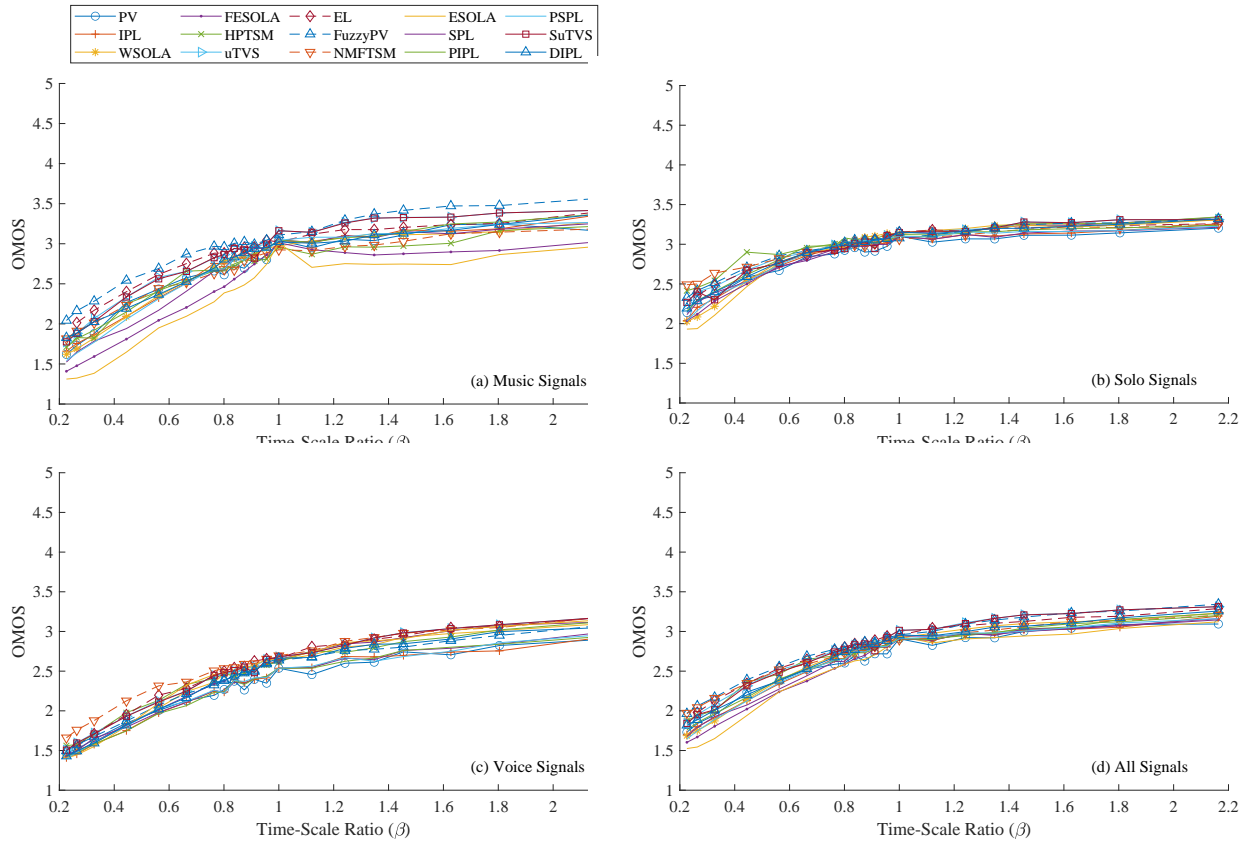 PV FESOLA EL ESOLA PSPL
IPL HPTSM FuzzyPV SPL SuTVS
WSOLA uTVS NMFTSM PIPL DIPL
5
4.5
4
3.5
3
2.5
2
1.5
1
OMOS
(a) Music Signals
0.2 0.4 0.6 0.8 1 1.2 1.4 1.6 1.8 2
Time-Scale Ratio (β)
5
4.5
4
3.5
3
2.5
2
1.5
1
OMOS
(b) Solo Signals
0.2 0.4 0.6 0.8 1 1.2 1.4 1.6 1.8 2 2.2
Time-Scale Ratio (β)
5
4.5
4
3.5
3
2.5
2
1.5
1
OMOS
(c) Voice Signals
0.2 0.4 0.6 0.8 1 1.2 1.4 1.6 1.8 2
Time-Scale Ratio (β)
5
4.5
4
3.5
3
2.5
2
1.5
1
OMOS
(d) All Signals
0.2 0.4 0.6 0.8 1 1.2 1.4 1.6 1.8 2 2.2
Time-Scale Ratio (β)